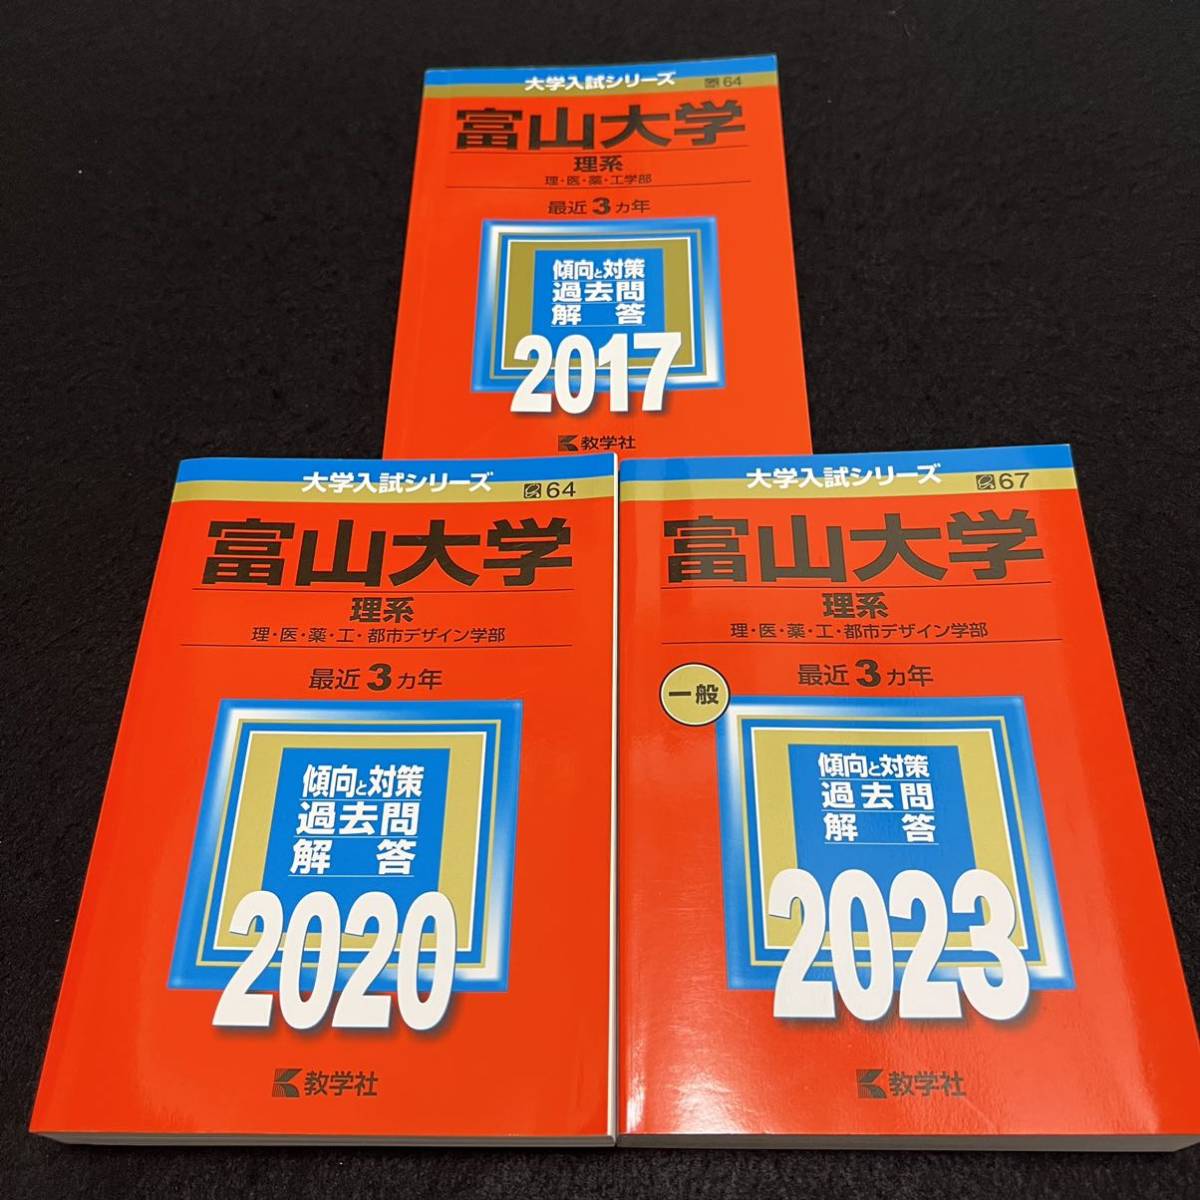 大学入試シリーズ
64
富山大学
理系
理・医・薬・工学部
最近3ヵ年
傾向と対策
過去問
解答
2017
教学社
大学入試シリーズ
64
富山大学
理系
理・医・薬・工・都市デザイン学部
最近3ヵ年
傾向と対策
過去問
解答
2020
教学社
大学入試シリーズ
67
富山大学
理系
理・医・薬・工・都市デザイン学部
一般
最近3ヵ年
傾向と対策
過去問
解答
2023
教学社